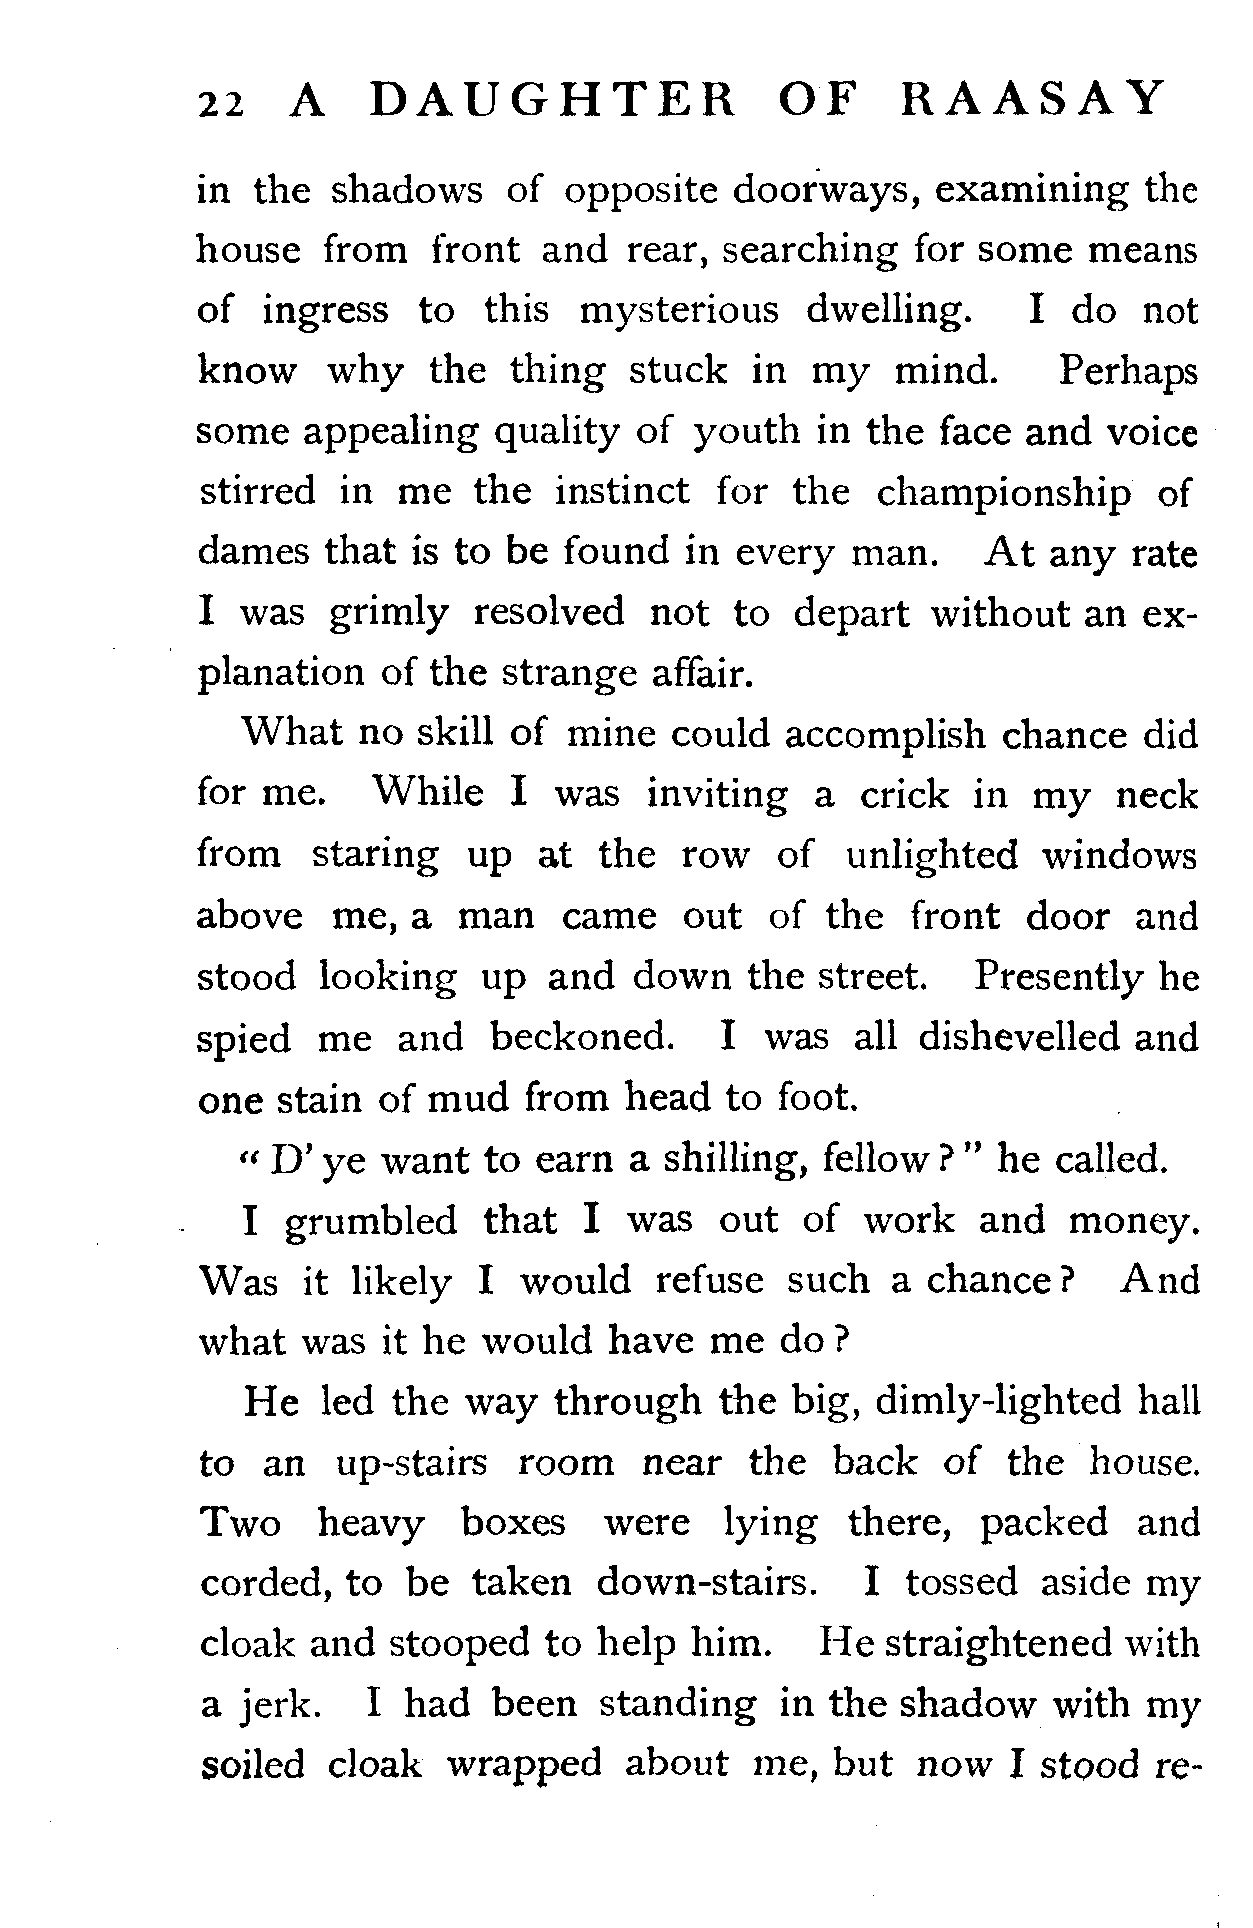 22 A DAUGHTER OF RAASAY
in the shadows of opposite doorways, examining the
house from front and rear, searching for some means
of ingress to this mysterious dwelling. I do not
know why the thing stuck in my mind. Perhaps
some appealing quality of youth in the face and voice
stirred in me the instinct for the championship of
dames that is to be found in every man. At any rate
I was grimly resolved not to depart without an ex-
planation of the strange affair.
What no skill of mine could accomplish chance did
for me. While I was inviting a crick in my neck
from staring up at the row of unlighted windows
above me, a man came out of the front door and
stood looking up and down the street. Presently he
spied me and beckoned. I was all dishevelled and
one stain of mud from head to foot.
“ D’ ye want to earn a shilling, fellow ? ” he called.
I grumbled that I was out of work and money.
Was it likely I would refuse such a chance ? And
what was it he would have me do ?
He led the way through the big, dimly-lighted hall
to an up-stairs room near the back of the house.
Two heavy boxes were lying there, packed and
corded, to be taken down-stairs. I tossed aside my
cloak and stooped to help him. He straightened with
a jerk. I had been standing in the shadow with my
soiled cloak wrapped about me, but now I stood re-